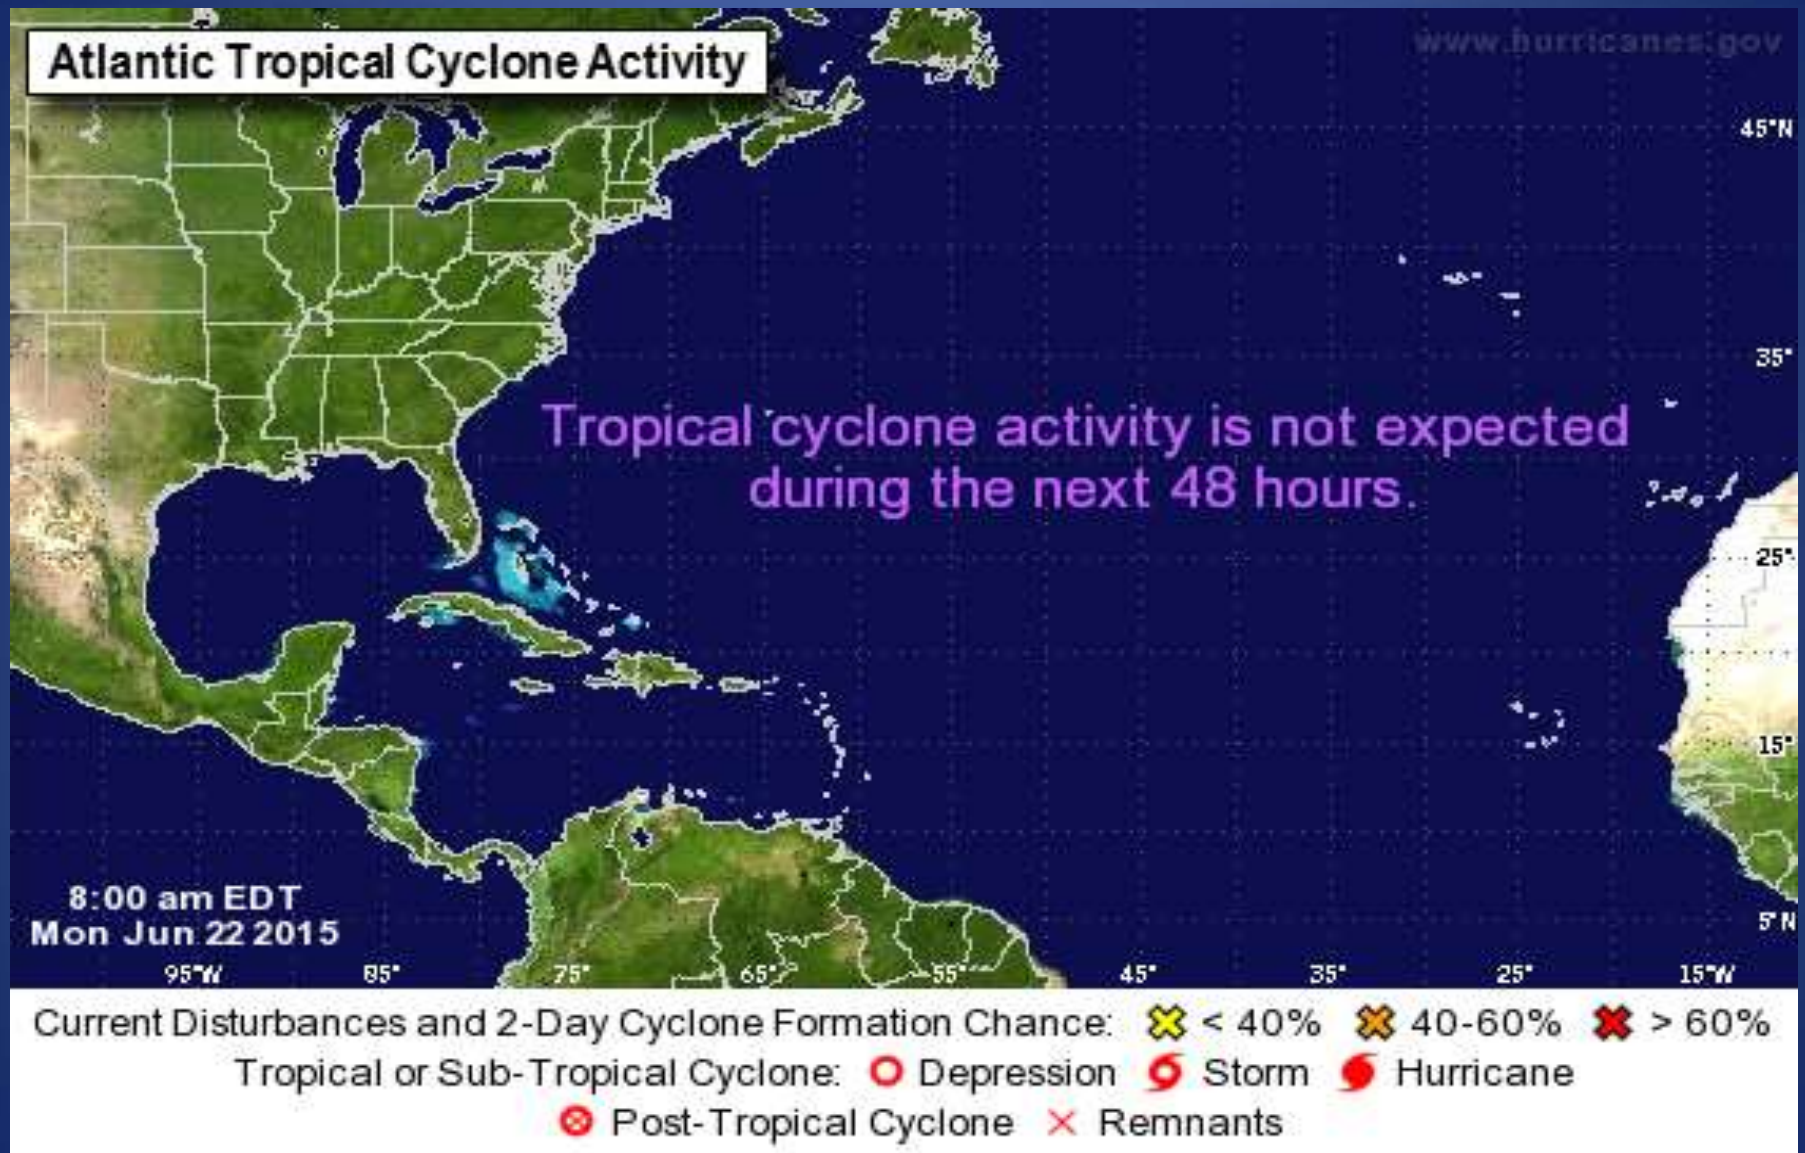 Atlantic Tropical Cyclone Activity
www.hurricanes.gov
45°N
35°
Tropical cyclone activity is not expected
during the next 48 hours.
25°
15°
8:00 am EDT
Mon Jun 22 2015
5°N
95°W 85° 75° 65° 55° 45° 35° 25° 15°W
Current Disturbances and 2-Day Cyclone Formation Chance: < 40% 40-60% > 60%
Tropical or Sub-Tropical Cyclone: Depression Storm Hurricane
Post-Tropical Cyclone Remnants